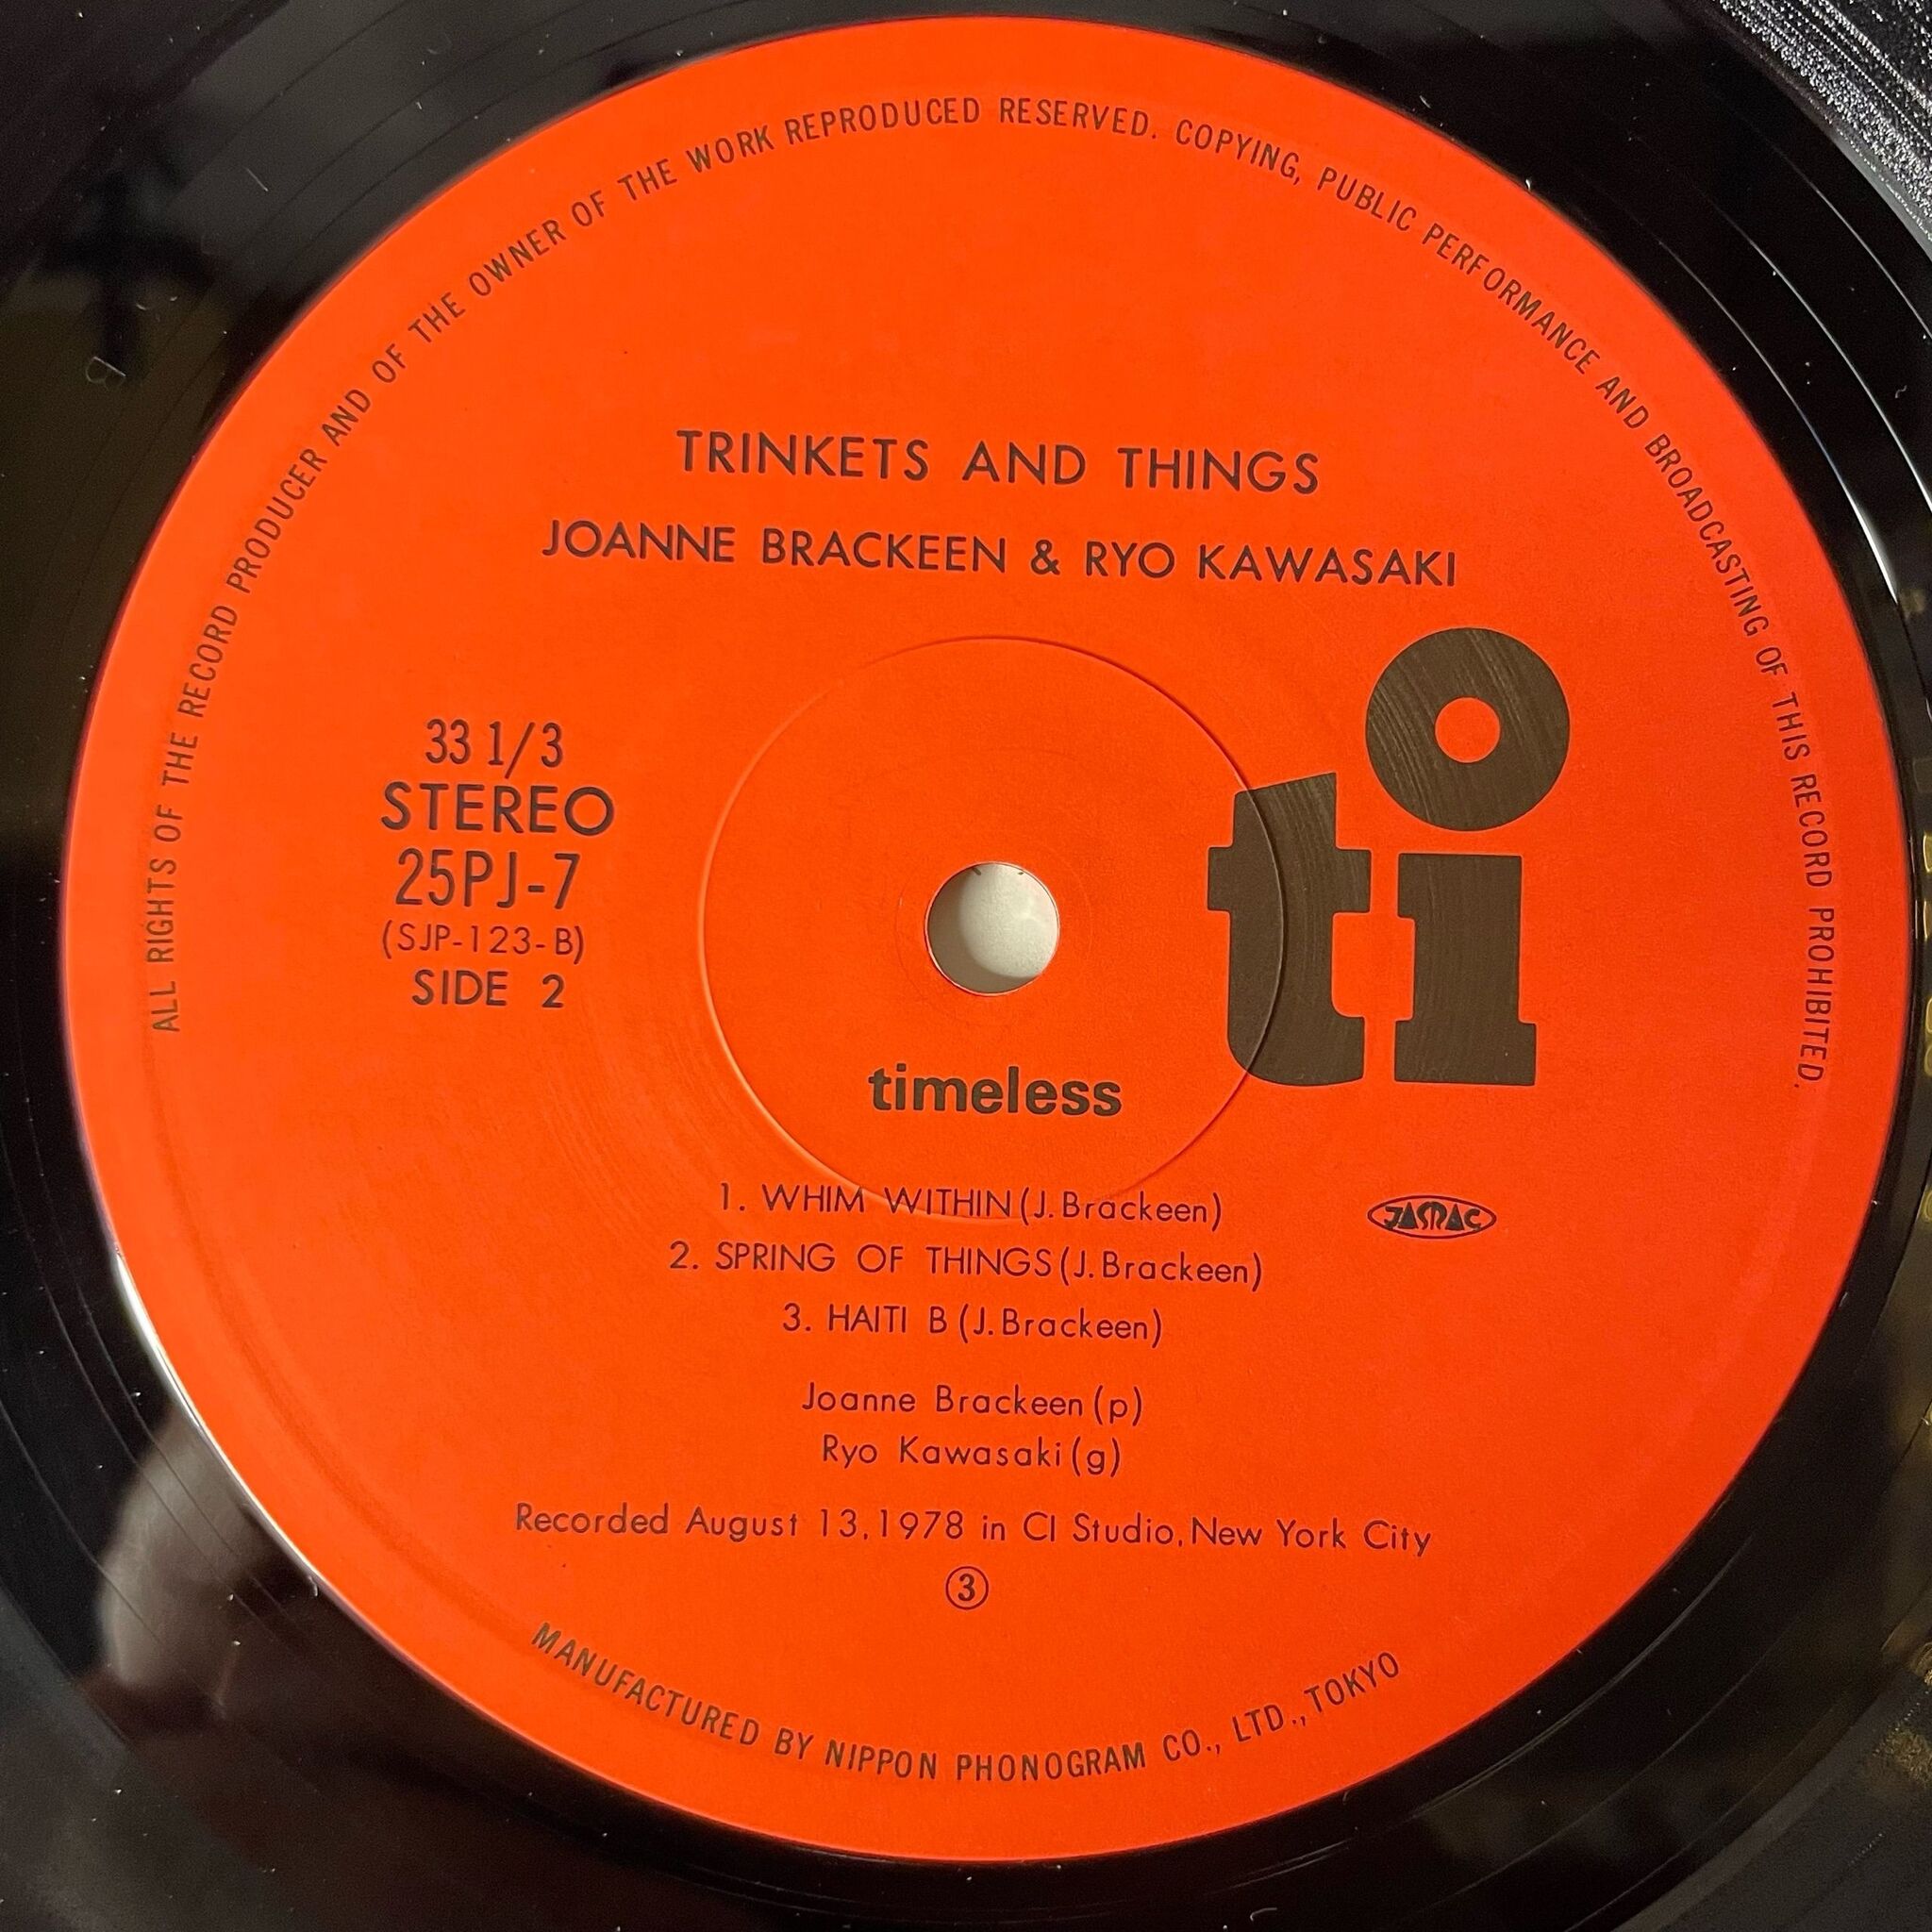 ALL RIGHTS OF THE RECORD PRODUCER AND OF THE OWNER OF THE WORK REPRODUCED RESERVED. COPYING, PUBLIC PERFORMANCE AND BROADCASTING OF THIS RECORD PROHIBITED.
TRINKETS AND THINGS
JOANNE BRACKEEN & RYO KAWASAKI
33 1/3
STEREO
25PJ-7
(SJP-123-B)
SIDE 2
ti
timeless
1. WHIM WITHIN (J. Brackeen)
JASRAC
2. SPRING OF THINGS (J. Brackeen)
3. HAITI B (J. Brackeen)
Joanne Brackeen (p)
Ryo Kawasaki (g)
Recorded August 13, 1978 in CI Studio, New York City
③
MANUFACTURED BY NIPPON PHONOGRAM CO., LTD., TOKYO